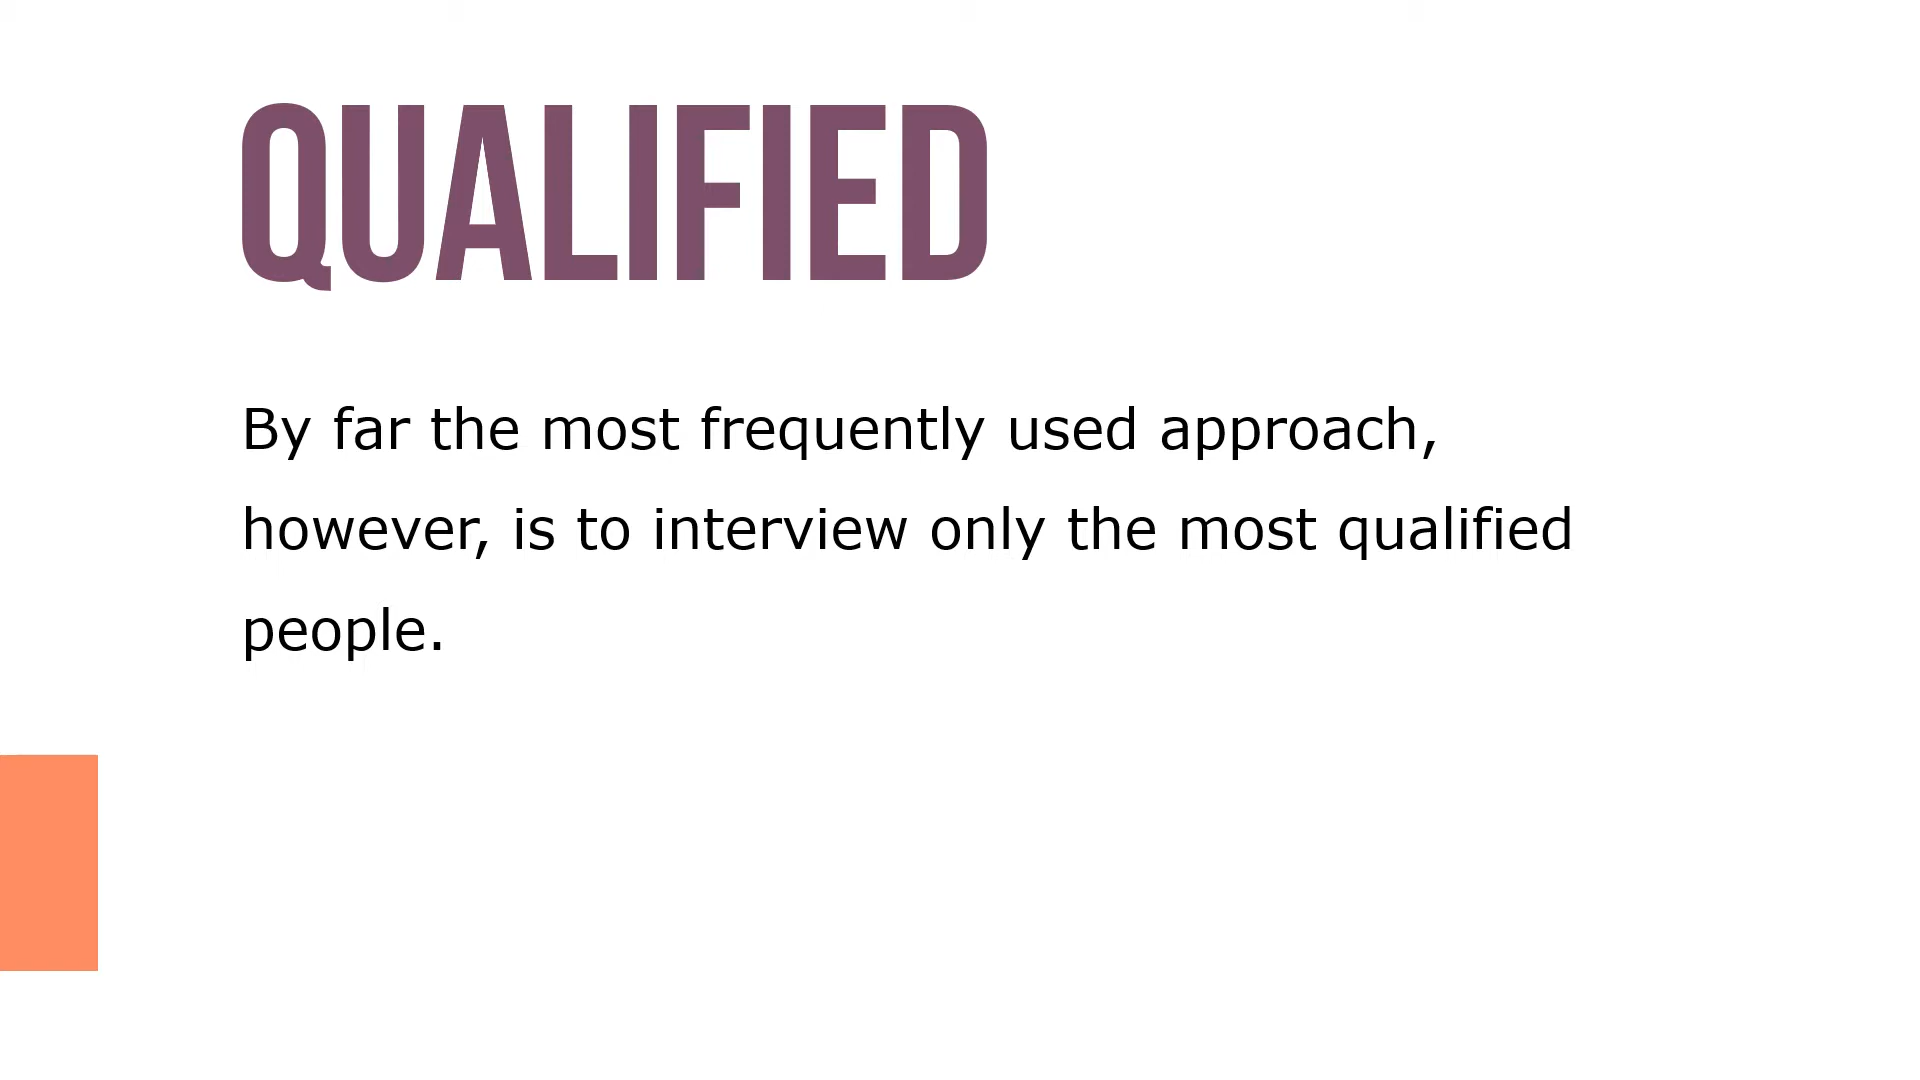 QUALIFIED
By far the most frequently used approach,
however, is to interview only the most qualified
people.